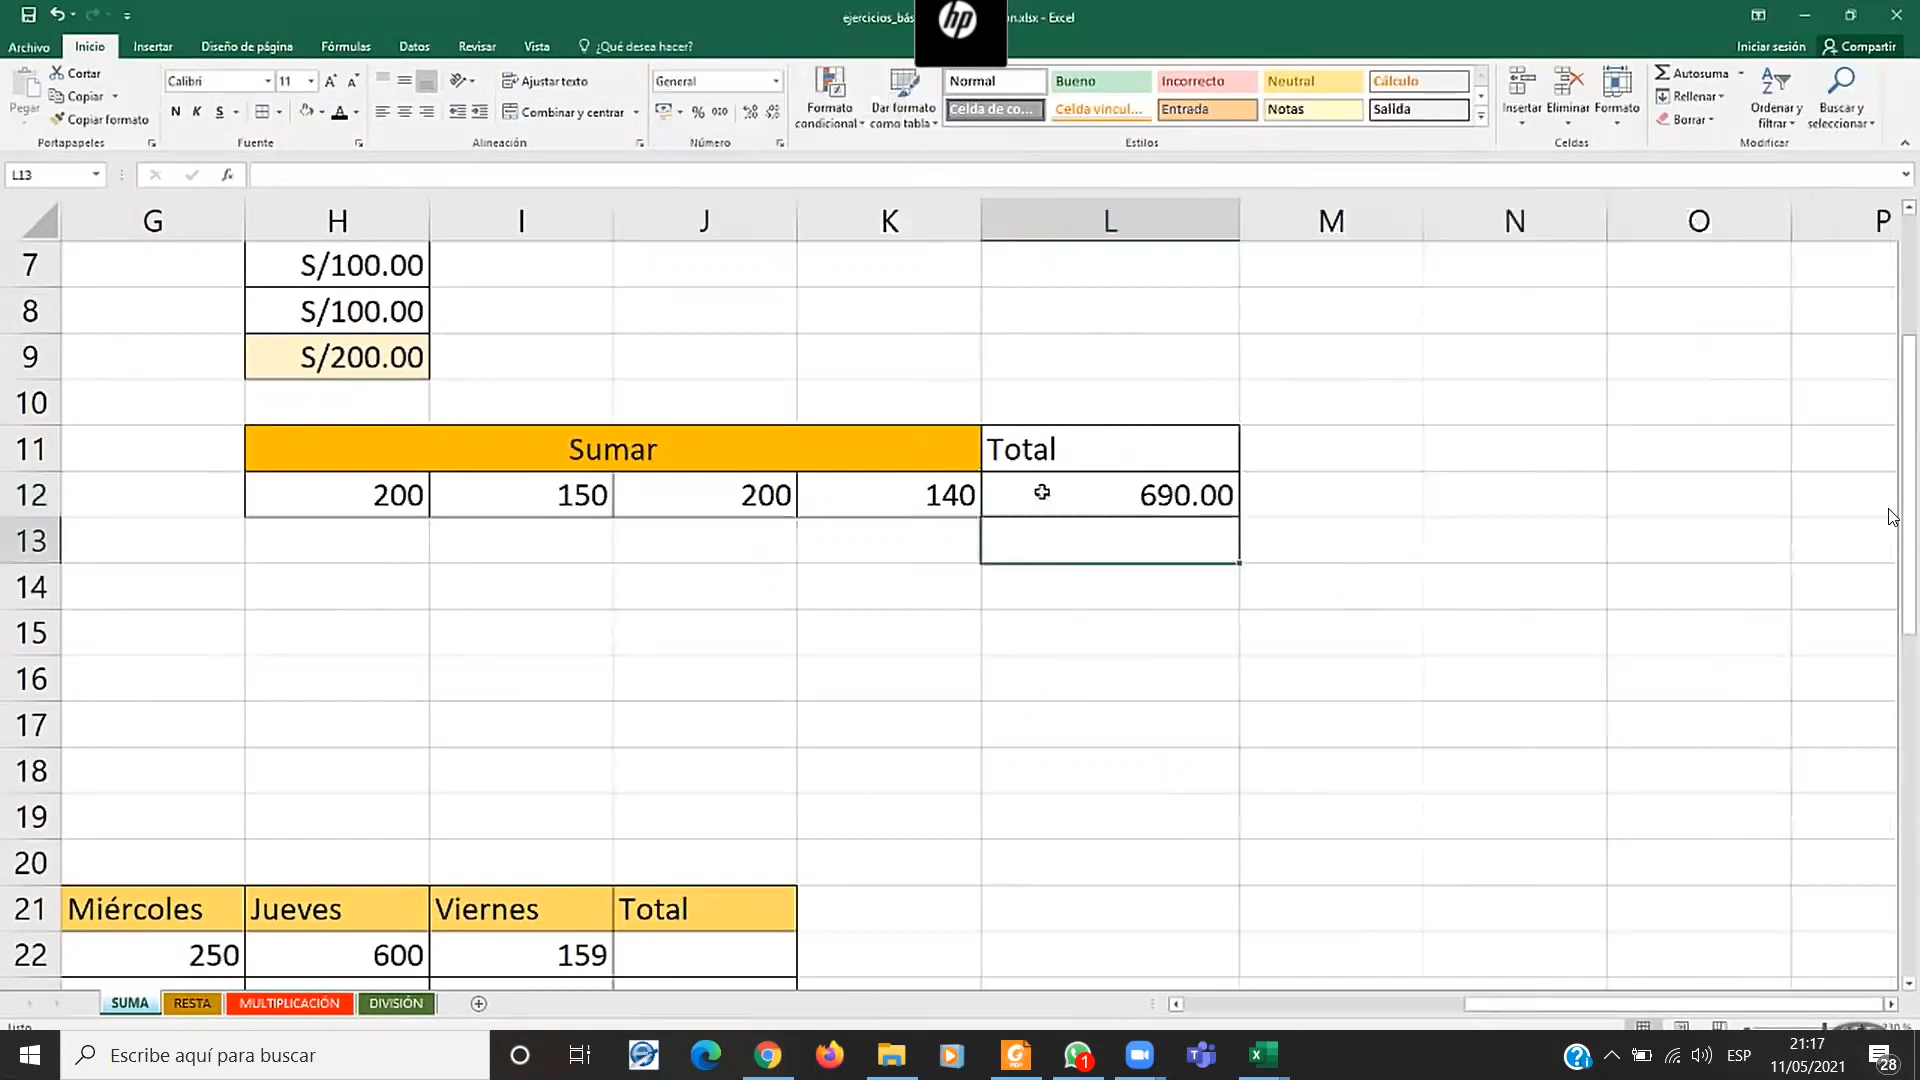 ejercicios_bás n.xlsx - Excel
hp
Archivo Inicio Insertar Diseño de página Fórmulas Datos Revisar Vista ¿Qué desea hacer? Iniciar sesión Compartir
Pegar Cortar
Copiar
Copiar formato
Portapapeles
Calibri 11
N K S
Fuente
Ajustar texto
Combinar y centrar
Alineación
General
% 000
Número
Formato condicional
Dar formato como tabla
Normal Bueno Incorrecto Neutral Cálculo
Celda de co... Celda vincul... Entrada Notas Salida
Estilos
Insertar Eliminar Formato
Celdas
Autosuma
Rellenar
Borrar
Ordenar y filtrar
Buscar y seleccionar
Modificar
L13 fx
G H I J K L M N O P
7 S/100.00
8 S/100.00
9 S/200.00
10
11 Sumar Total
12 200 150 200 140 690.00
13
14
15
16
17
18
19
20
21 Miércoles Jueves Viernes Total
22 250 600 159
SUMA RESTA MULTIPLICACIÓN DIVISIÓN
Escribe aquí para buscar
1
ESP
21:17
11/05/2021
28